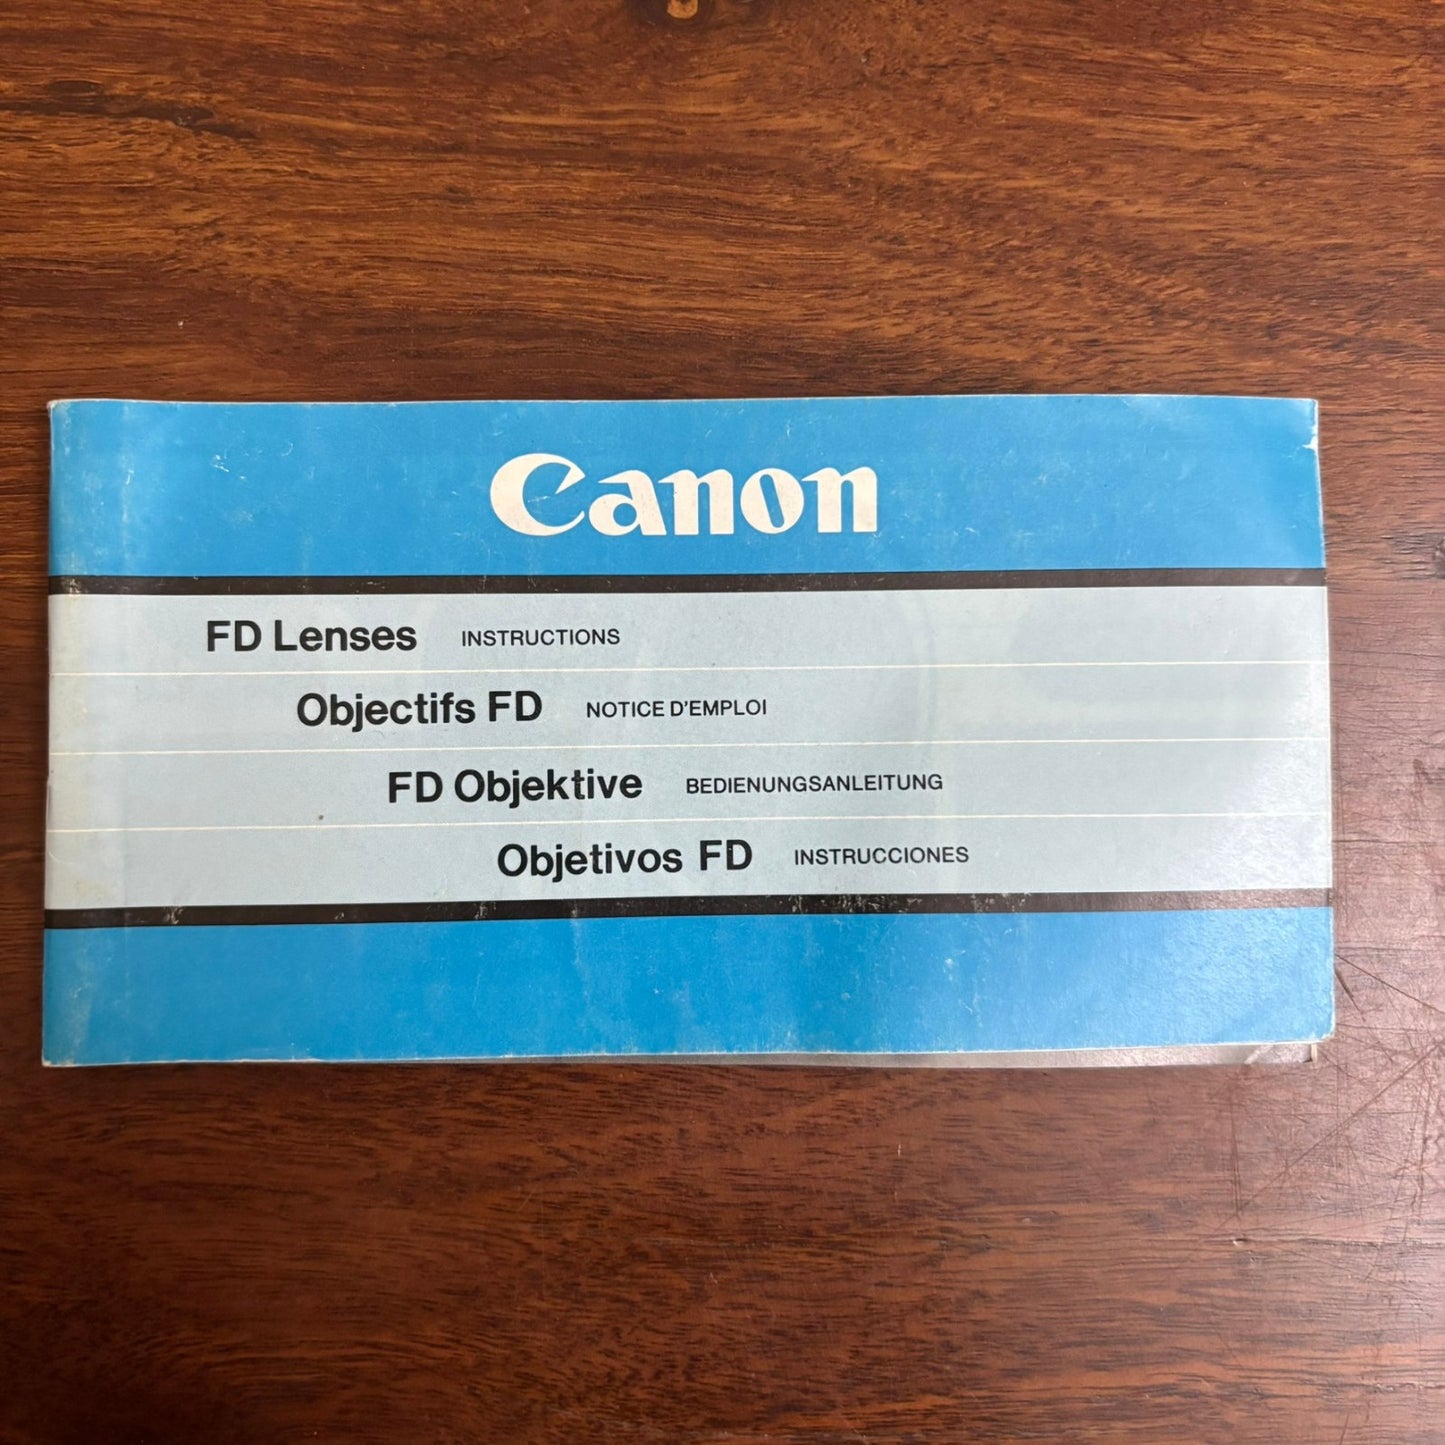 Canon
FD Lenses INSTRUCTIONS
Objectifs FD NOTICE D'EMPLOI
FD Objektive BEDIENUNGSANLEITUNG
Objetivos FD INSTRUCCIONES